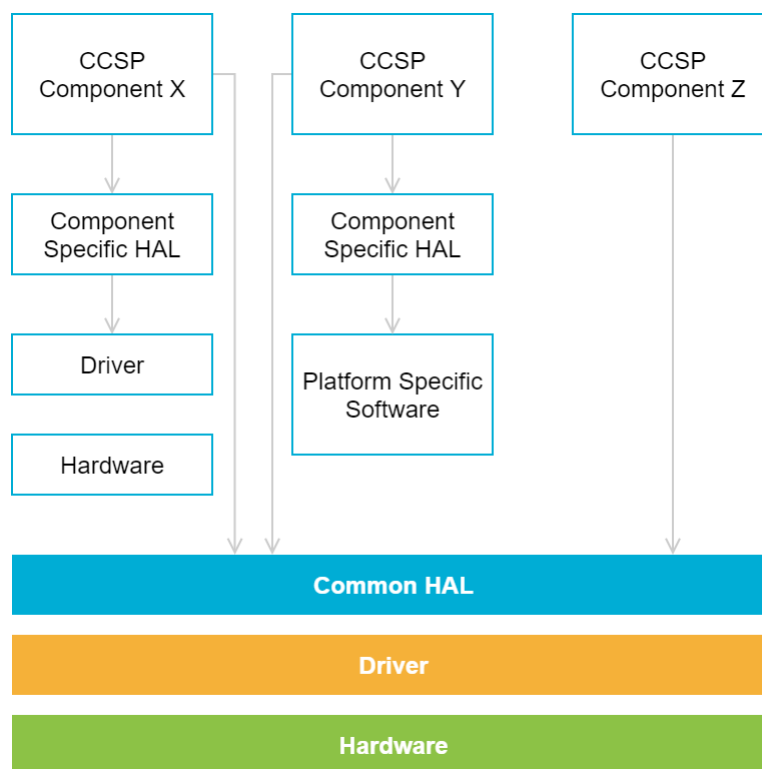 CCSP
Component X
CCSP
Component Y
CCSP
Component Z
Component
Specific HAL
Component
Specific HAL
Driver
Platform Specific
Software
Hardware
Common HAL
Driver
Hardware